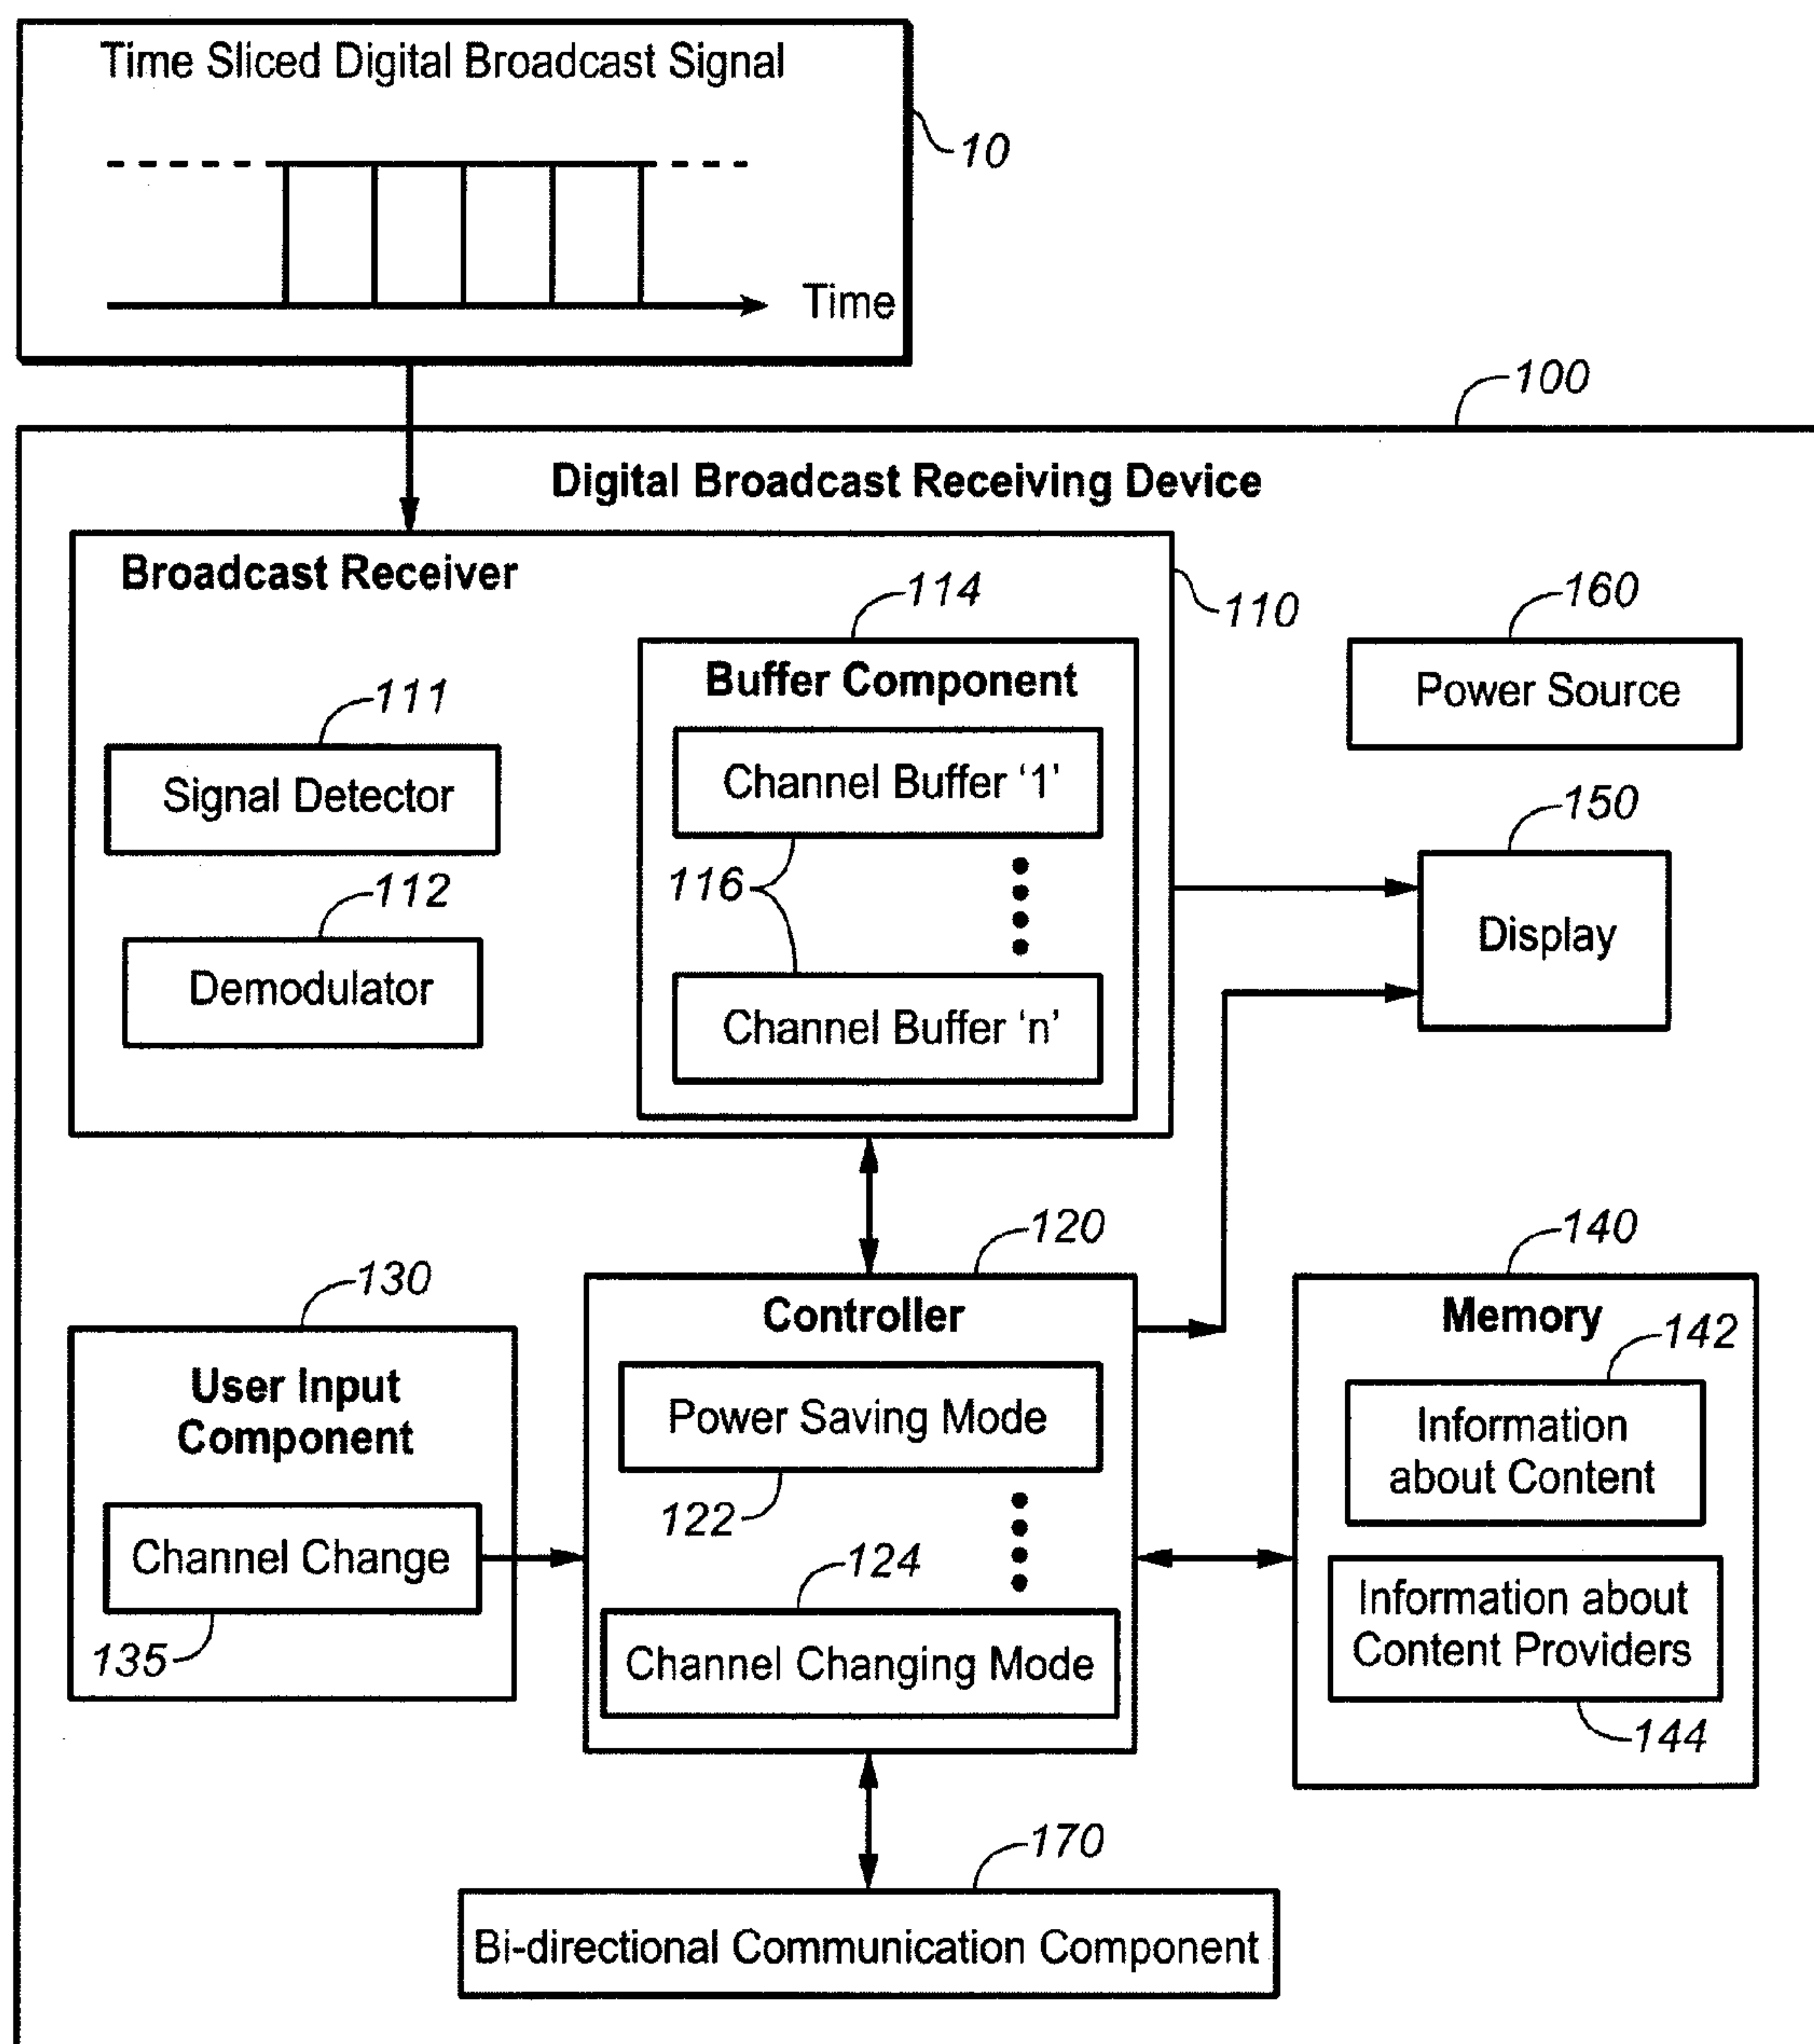 Time Sliced Digital Broadcast Signal
10
Time
100
Digital Broadcast Receiving Device
Broadcast Receiver
110
114
Buffer Component
160
Power Source
111
Signal Detector
Channel Buffer ‘1’
150
Display
116
112
Demodulator
Channel Buffer ‘n’
120
Controller
140
Memory
130
User Input
Component
Power Saving Mode
122
142
Information
about Content
Channel Change
135
124
Channel Changing Mode
Information about
Content Providers
144
170
Bi-directional Communication Component